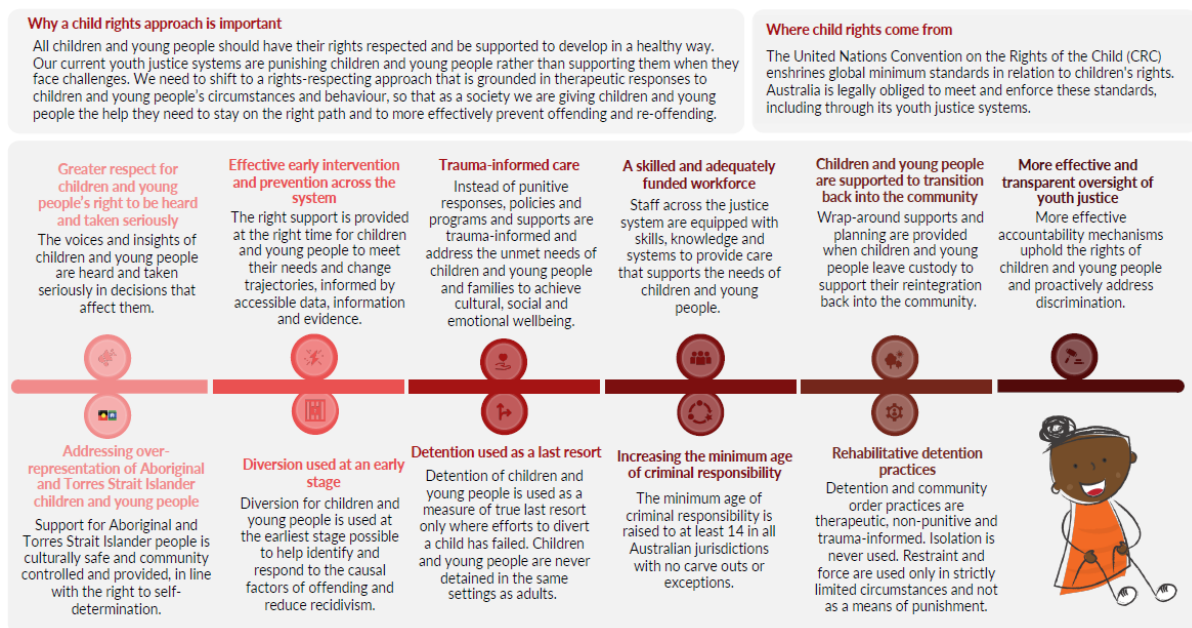 Why a child rights approach is important
All children and young people should have their rights respected and be supported to develop in a healthy way.
Our current youth justice systems are punishing children and young people rather than supporting them when they
face challenges. We need to shift to a rights-respecting approach that is grounded in therapeutic responses to
children and young people's circumstances and behaviour, so that as a society we are giving children and young
people the help they need to stay on the right path and to more effectively prevent offending and re-offending.
Where child rights come from
The United Nations Convention on the Rights of the Child (CRC)
enshrines global minimum standards in relation to children's rights.
Australia is legally obliged to meet and enforce these standards,
including through its youth justice systems.
Greater respect for
children and young
people's right to be heard
and taken seriously
The voices and insights of
children and young people
are heard and taken
seriously in decisions that
affect them.
Effective early intervention
and prevention across the
system
The right support is provided
at the right time for children
and young people to meet
their needs and change
trajectories, informed by
accessible data, information
and evidence.
Trauma-informed care
Instead of punitive
responses, policies and
programs and supports are
trauma-informed and
address the unmet needs of
children and young people
and families to achieve
cultural, social and
emotional wellbeing.
A skilled and adequately
funded workforce
Staff across the justice
system are equipped with
skills, knowledge and
systems to provide care
that supports the needs of
children and young
people.
Children and young people
are supported to transition
back into the community
Wrap-around supports and
planning are provided
when children and young
people leave custody to
support their reintegration
back into the community.
More effective and
transparent oversight of
youth justice
More effective
accountability mechanisms
uphold the rights of
children and young people
and proactively address
discrimination.
Addressing over-
representation of Aboriginal
and Torres Strait Islander
children and young people
Support for Aboriginal and
Torres Strait Islander people is
culturally safe and community
controlled and provided, in line
with the right to self-
determination.
Diversion used at an early
stage
Diversion for children and
young people is used at
the earliest stage possible
to help identify and
respond to the causal
factors of offending and
reduce recidivism.
Detention used as a last resort
Detention of children and
young people is used as a
measure of true last resort
only where efforts to divert
a child has failed. Children
and young people are never
detained in the same
settings as adults.
Increasing the minimum age
of criminal responsibility
The minimum age of
criminal responsibility is
raised to at least 14 in all
Australian jurisdictions
with no carve outs or
exceptions.
Rehabilitative detention
practices
Detention and community
order practices are
therapeutic, non-punitive and
trauma-informed. Isolation is
never used. Restraint and
force are used only in strictly
limited circumstances and not
as a means of punishment.